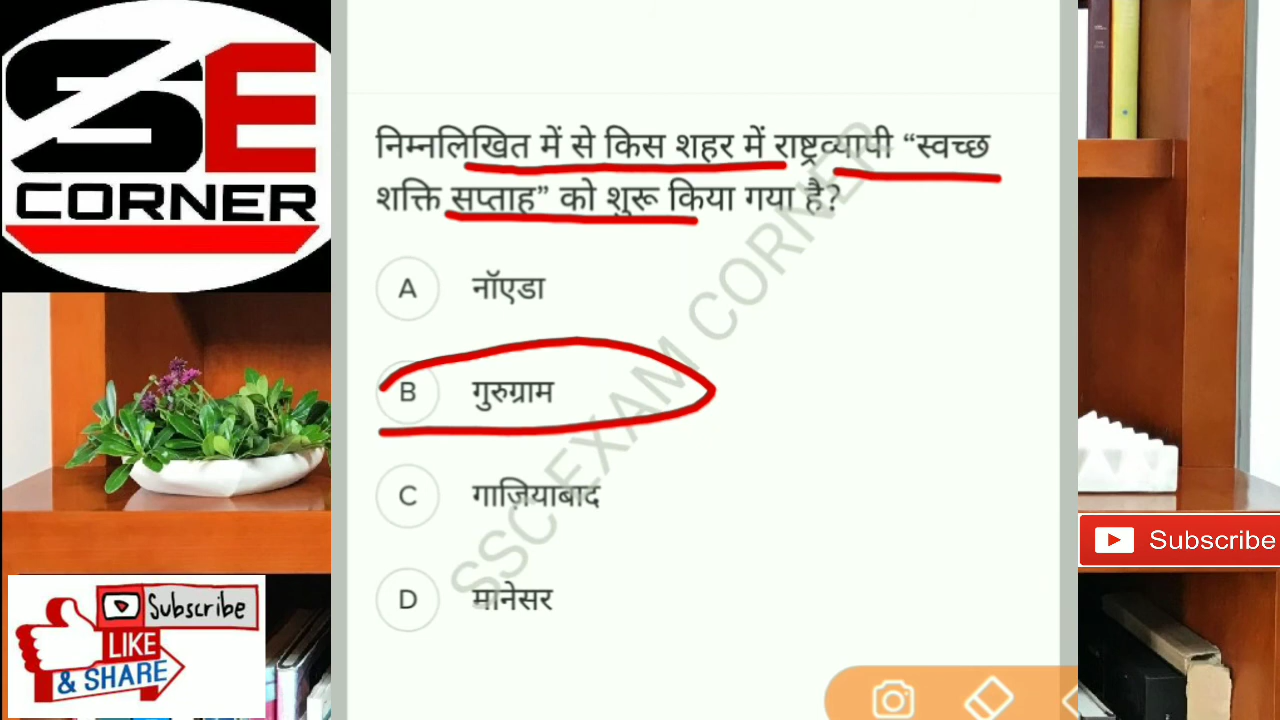 SE
CORNER
निम्नलिखित में से किस शहर में राष्ट्रव्यापी “स्वच्छ
शक्ति सप्ताह” को शुरू किया गया है?
A नॉएडा
B गुरुग्राम
C गाज़ियाबाद
D मानेसर
SSC EXAM CORNER
Subscribe
LIKE
& SHARE
Subscribe